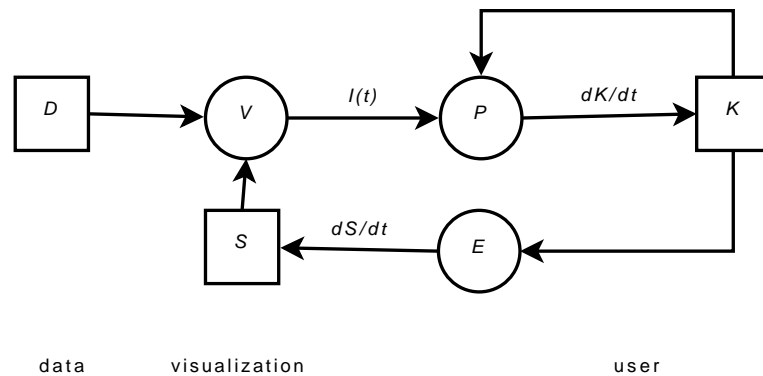 D
V
I(t)
P
dK/dt
K
S
dS/dt
E
data
visualization
user